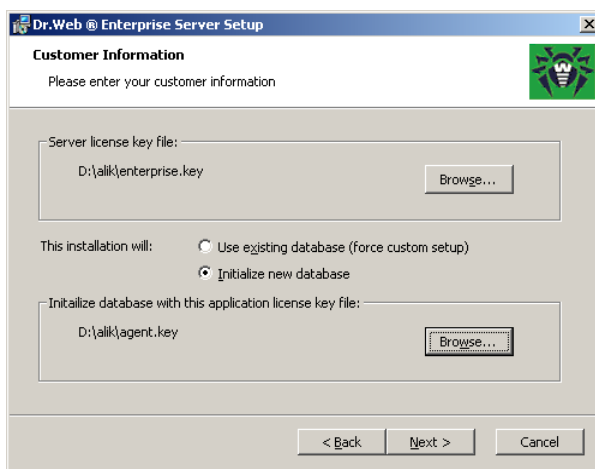 Dr.Web ® Enterprise Server Setup
Customer Information
Please enter your customer information
Server license key file:
D:\alik\enterprise.key
Browse...
This installation will:
Use existing database (force custom setup)
Initialize new database
Initailize database with this application license key file:
D:\alik\agent.key
Browse...
< Back
Next >
Cancel